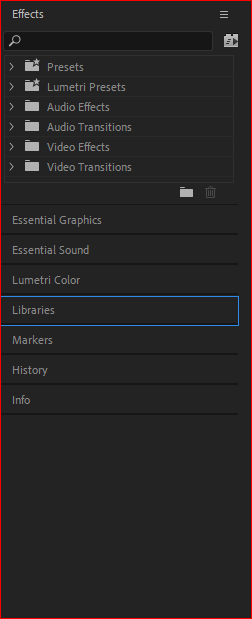 Effects
Presets
Lumetri Presets
Audio Effects
Audio Transitions
Video Effects
Video Transitions
Essential Graphics
Essential Sound
Lumetri Color
Libraries
Markers
History
Info